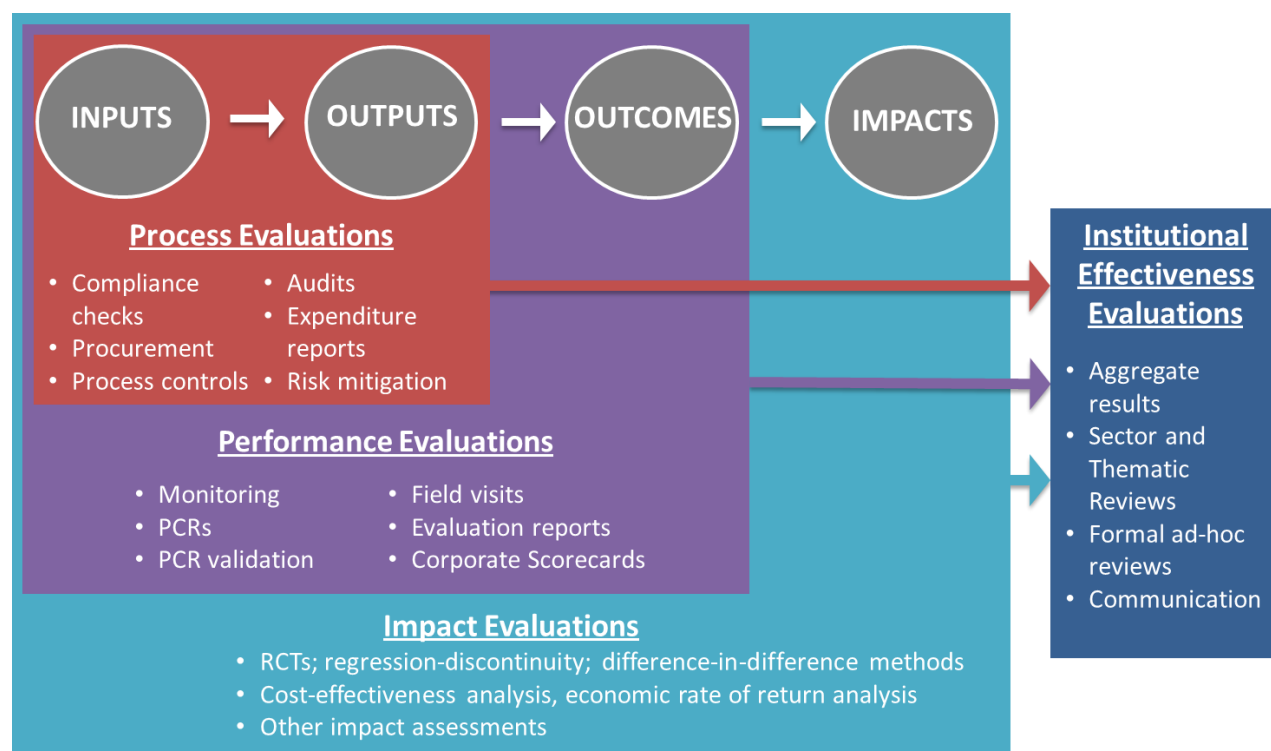 INPUTS
OUTPUTS
OUTCOMES
IMPACTS
Process Evaluations
• Compliance
checks
• Procurement
• Process controls
• Audits
• Expenditure
reports
• Risk mitigation
Performance Evaluations
• Monitoring
• PCRs
• PCR validation
• Field visits
• Evaluation reports
• Corporate Scorecards
Impact Evaluations
• RCTs; regression-discontinuity; difference-in-difference methods
• Cost-effectiveness analysis, economic rate of return analysis
• Other impact assessments
Institutional
Effectiveness
Evaluations
• Aggregate
results
• Sector and
Thematic
Reviews
• Formal ad-hoc
reviews
• Communication